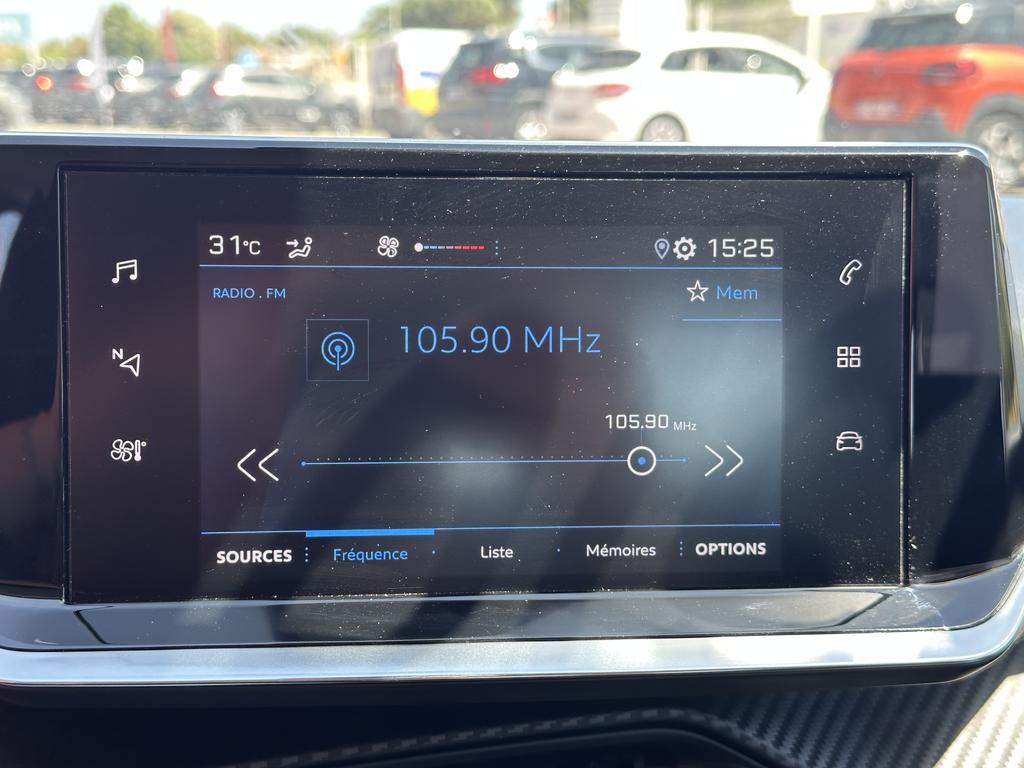 31°C 15:25
RADIO . FM Mem
105.90 MHz
N
105.90 MHz
SOURCES Fréquence Liste Mémoires OPTIONS